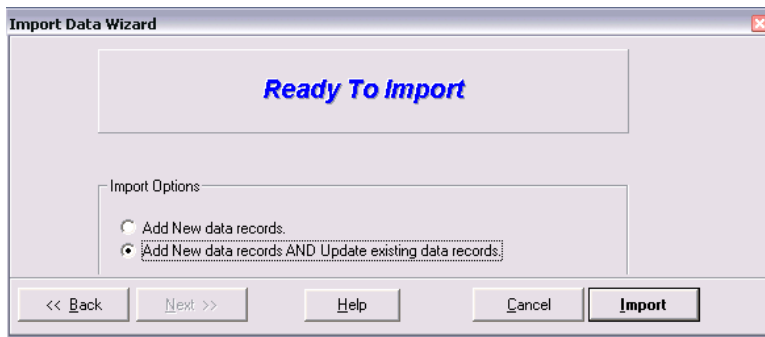 Import Data Wizard
Ready To Import
Import Options
Add New data records.
Add New data records AND Update existing data records.
<< Back Next >> Help Cancel Import